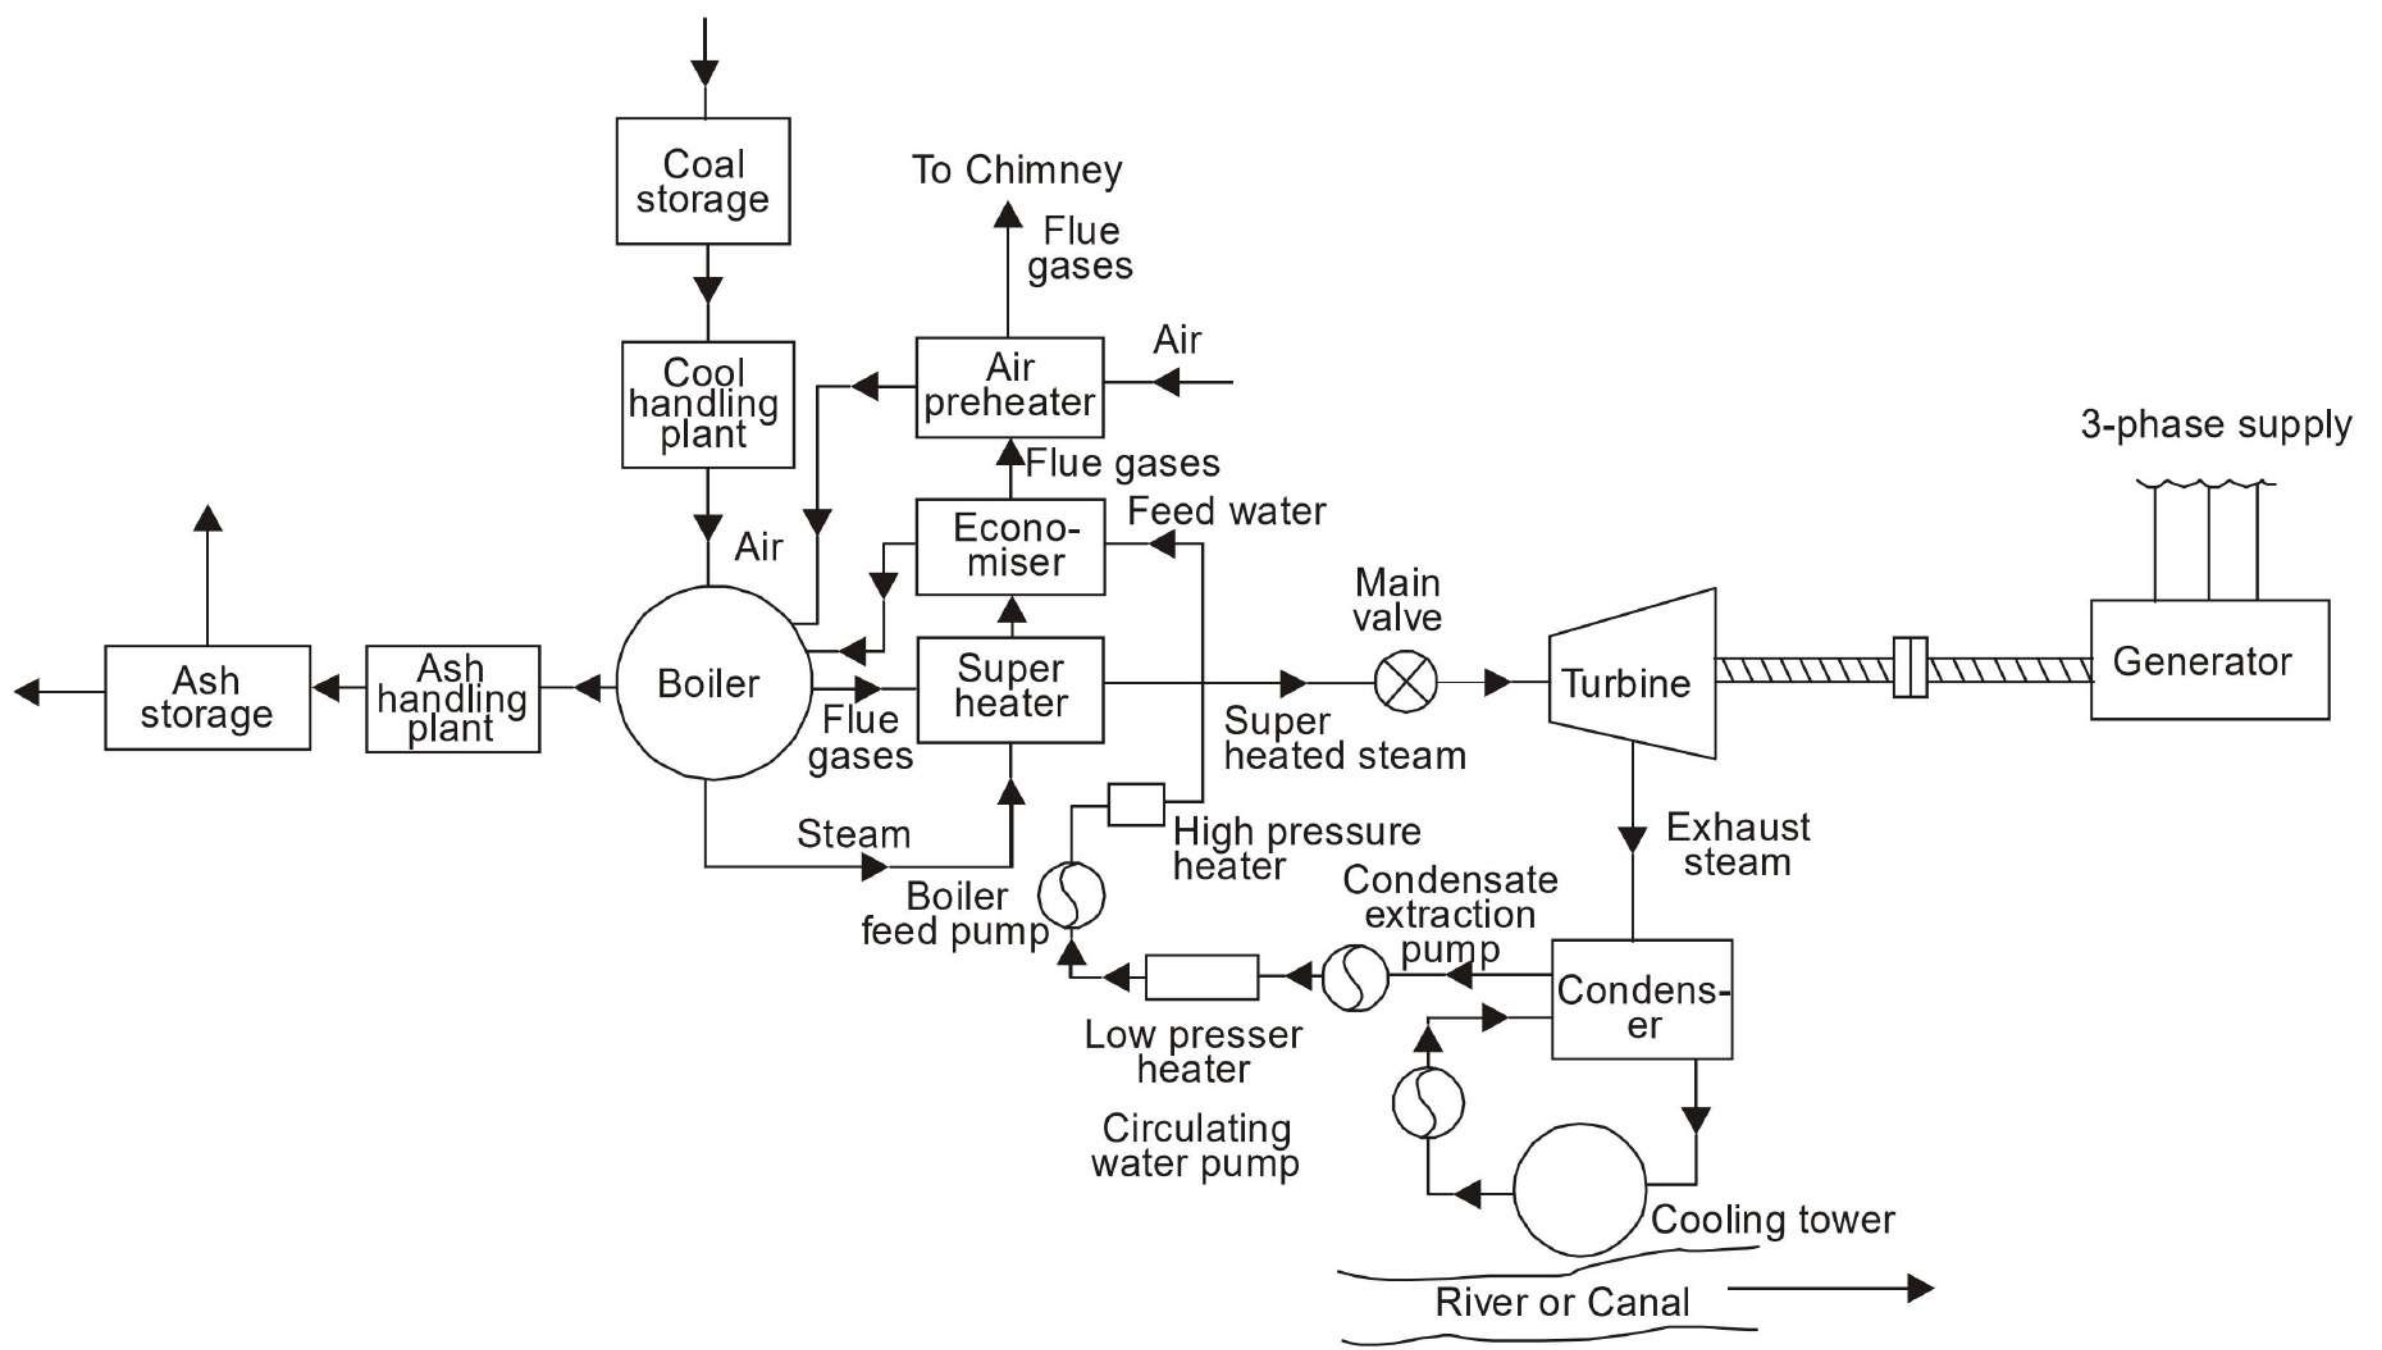 Coal
storage
To Chimney
Flue
gases
Cool
handling
plant
Air
preheater
Air
3-phase supply
Flue gases
Feed water
Air
Econo-
miser
Main
valve
Ash
storage
Ash
handling
plant
Boiler
Super
heater
Turbine
Generator
Flue
gases
Super
heated steam
Steam
High pressure
heater
Exhaust
steam
Boiler
feed pump
Condensate
extraction
pump
Condens-
er
Low presser
heater
Circulating
water pump
Cooling tower
River or Canal